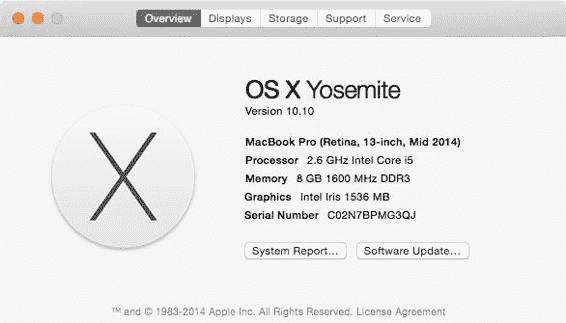 Overview Displays Storage Support Service
OS X Yosemite
Version 10.10
MacBook Pro (Retina, 13-inch, Mid 2014)
Processor 2.6 GHz Intel Core i5
Memory 8 GB 1600 MHz DDR3
Graphics Intel Iris 1536 MB
Serial Number C02N7BPMG3QJ
System Report... Software Update...
™ and © 1983-2014 Apple Inc. All Rights Reserved. License Agreement